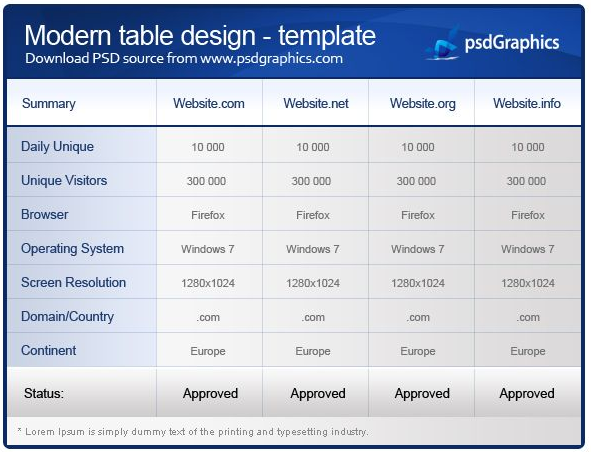 Modern table design - template
Download PSD source from www.psdgraphics.com
psdGraphics
Summary Website.com Website.net Website.org Website.info
Daily Unique 10 000 10 000 10 000 10 000
Unique Visitors 300 000 300 000 300 000 300 000
Browser Firefox Firefox Firefox Firefox
Operating System Windows 7 Windows 7 Windows 7 Windows 7
Screen Resolution 1280x1024 1280x1024 1280x1024 1280x1024
Domain/Country .com .com .com .com
Continent Europe Europe Europe Europe
Status: Approved Approved Approved Approved
* Lorem Ipsum is simply dummy text of the printing and typesetting industry.